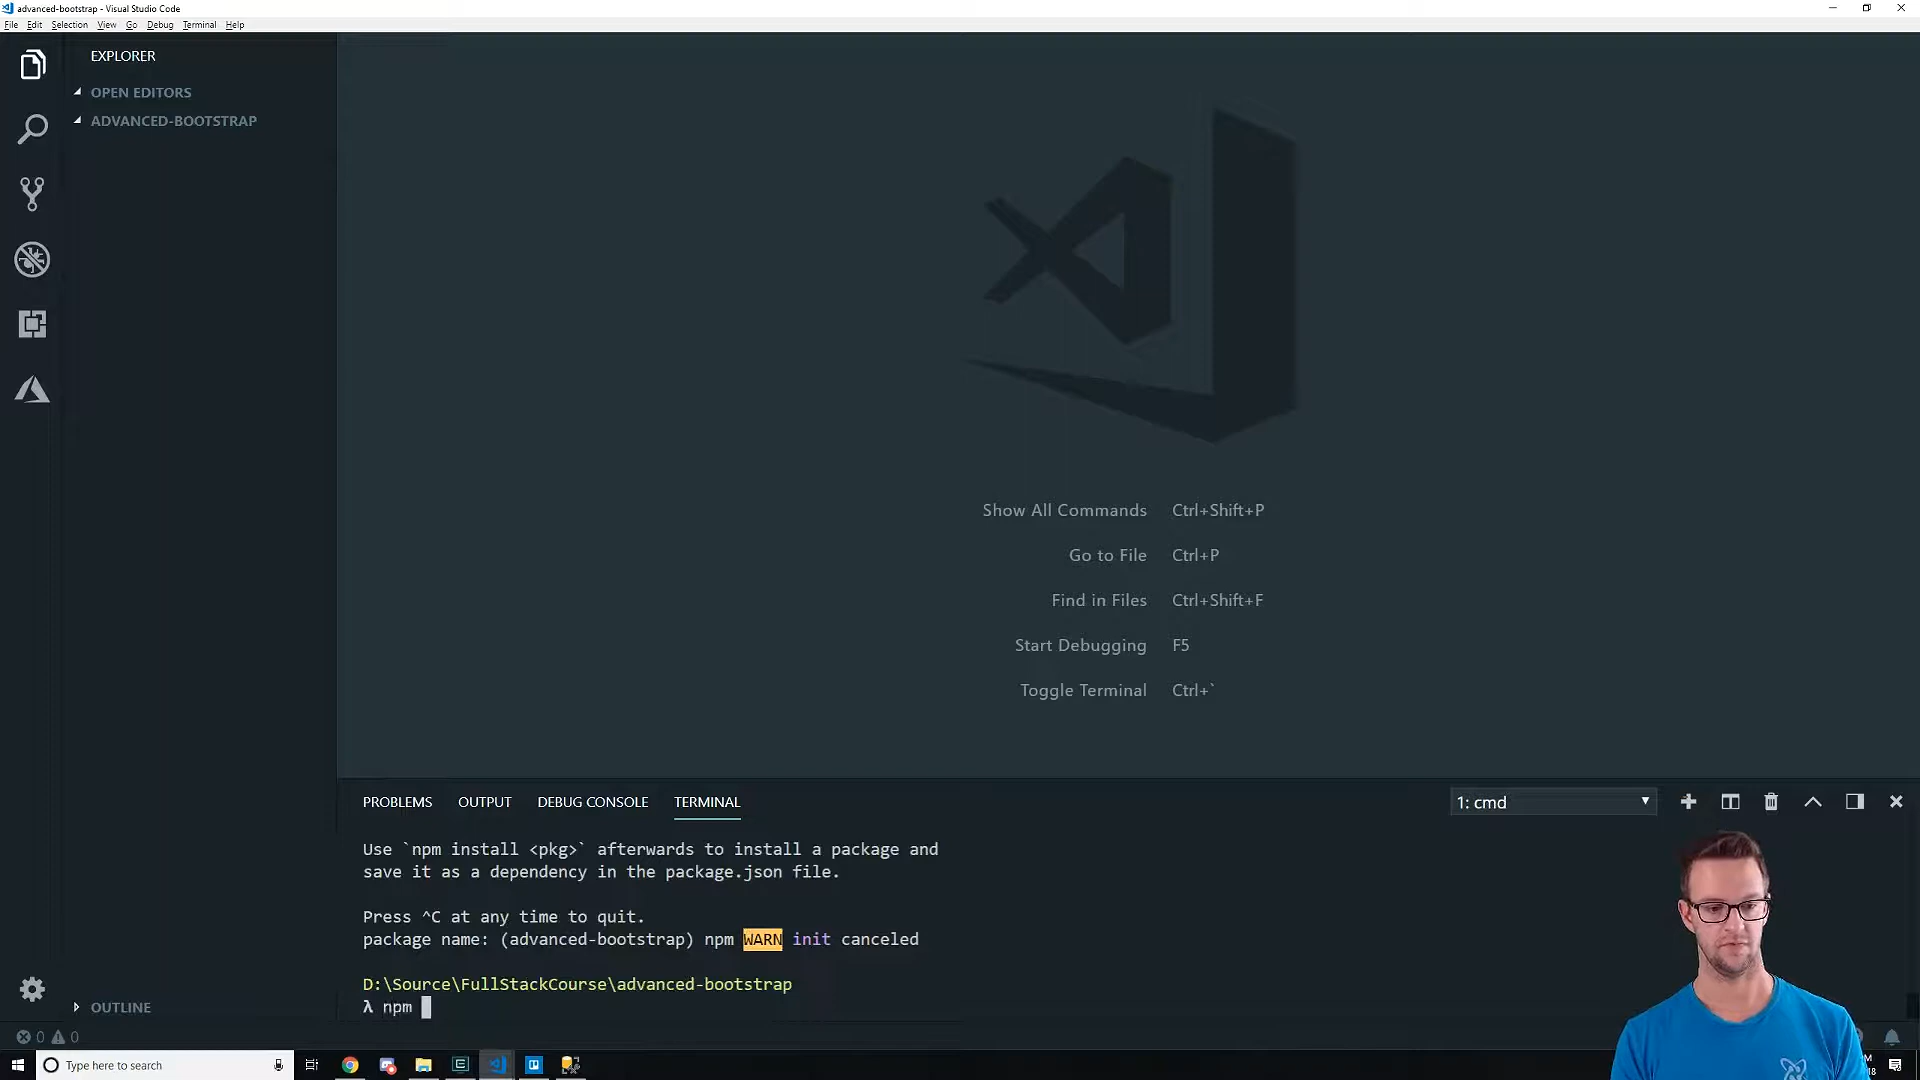 advanced-bootstrap - Visual Studio Code
File Edit Selection View Go Debug Terminal Help
EXPLORER
OPEN EDITORS
ADVANCED-BOOTSTRAP
Show All Commands Ctrl+Shift+P
Go to File Ctrl+P
Find in Files Ctrl+Shift+F
Start Debugging F5
Toggle Terminal Ctrl+`
PROBLEMS OUTPUT DEBUG CONSOLE TERMINAL
1: cmd
Use `npm install <pkg>` afterwards to install a package and
save it as a dependency in the package.json file.
Press ^C at any time to quit.
package name: (advanced-bootstrap) npm WARN init canceled
D:\Source\FullStackCourse\advanced-bootstrap
λ npm
OUTLINE
0 0
Type here to search